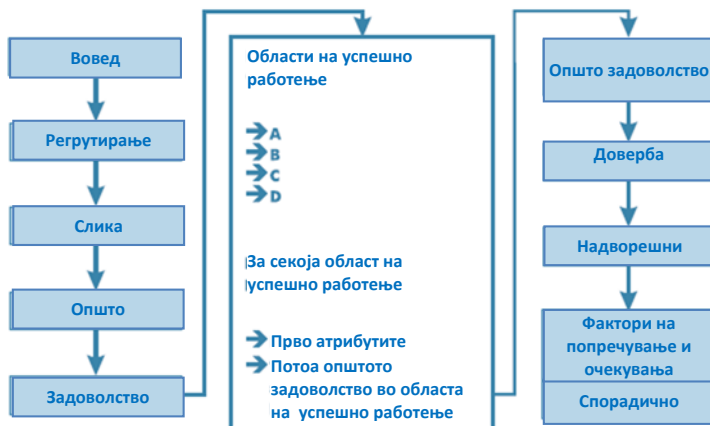 Вовед
Регрутирање
Слика
Општо
Задоволство
Области на успешно
работење
A
B
C
D
За секоја област на
успешно работење
Прво атрибутите
Потоа општото
задоволство во областа
на успешно работење
Општо задоволство
Доверба
Надворешни
Фактори на
попречување и
очекувања
Спорадично